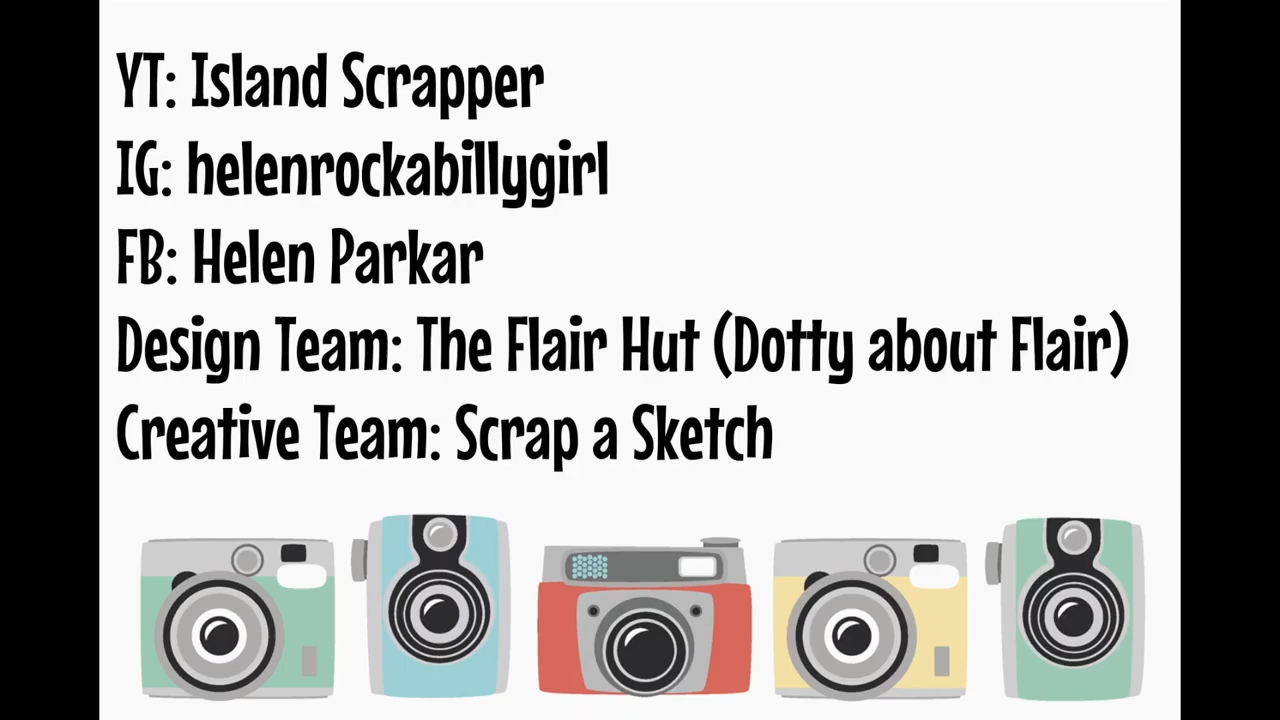 YT: Island Scrapper
IG: helenrockabillygirl
FB: Helen Parkar
Design Team: The Flair Hut (Dotty about Flair)
Creative Team: Scrap a Sketch